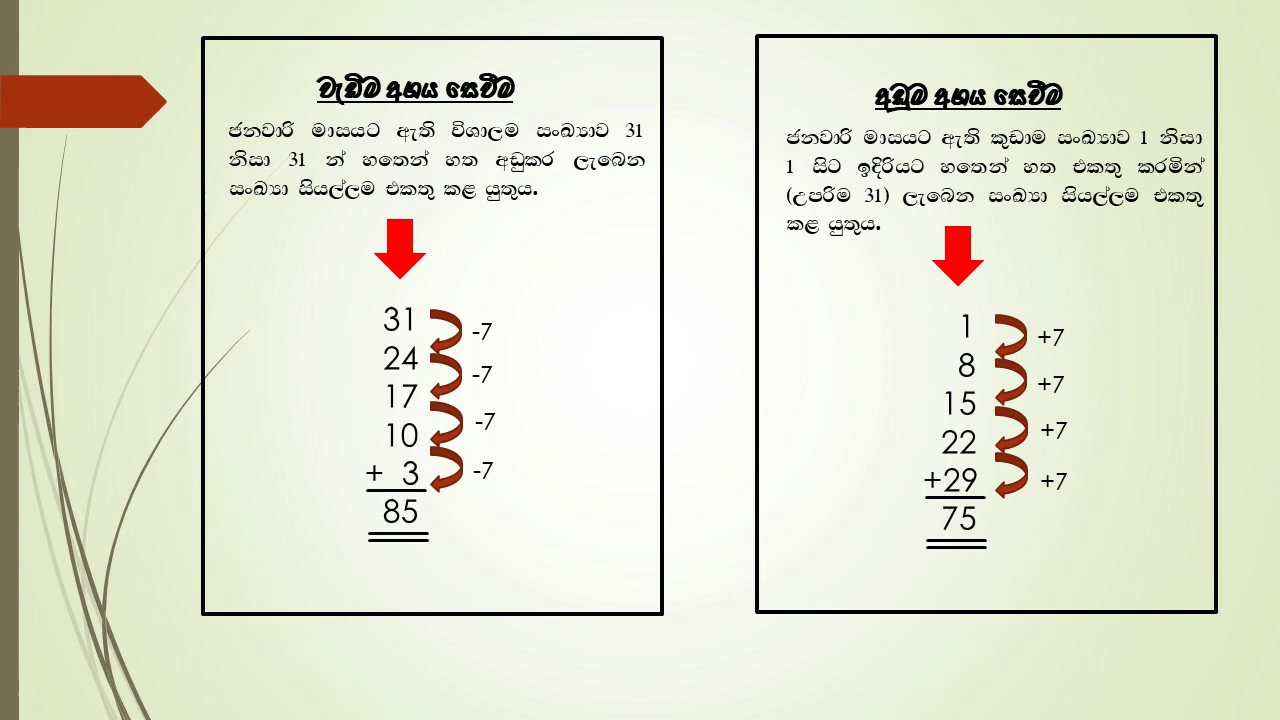 වැඩිම අගය සෙවීම
ජනවාරි මාසයට ඇති විශාලම සංඛ්‍යාව 31
නිසා 31 න් හතෙන් හත අඩුකර ලැබෙන
සංඛ්‍යා සියල්ලම එකතු කළ යුතුය.
31
24
17
10
+ 3
85
-7
-7
-7
-7
අඩුම අගය සෙවීම
ජනවාරි මාසයට ඇති කුඩාම සංඛ්‍යාව 1 නිසා
1 සිට ඉදිරියට හතෙන් හත එකතු කරමින්
(උපරිම 31) ලැබෙන සංඛ්‍යා සියල්ලම එකතු
කළ යුතුය.
1
8
15
22
+29
75
+7
+7
+7
+7